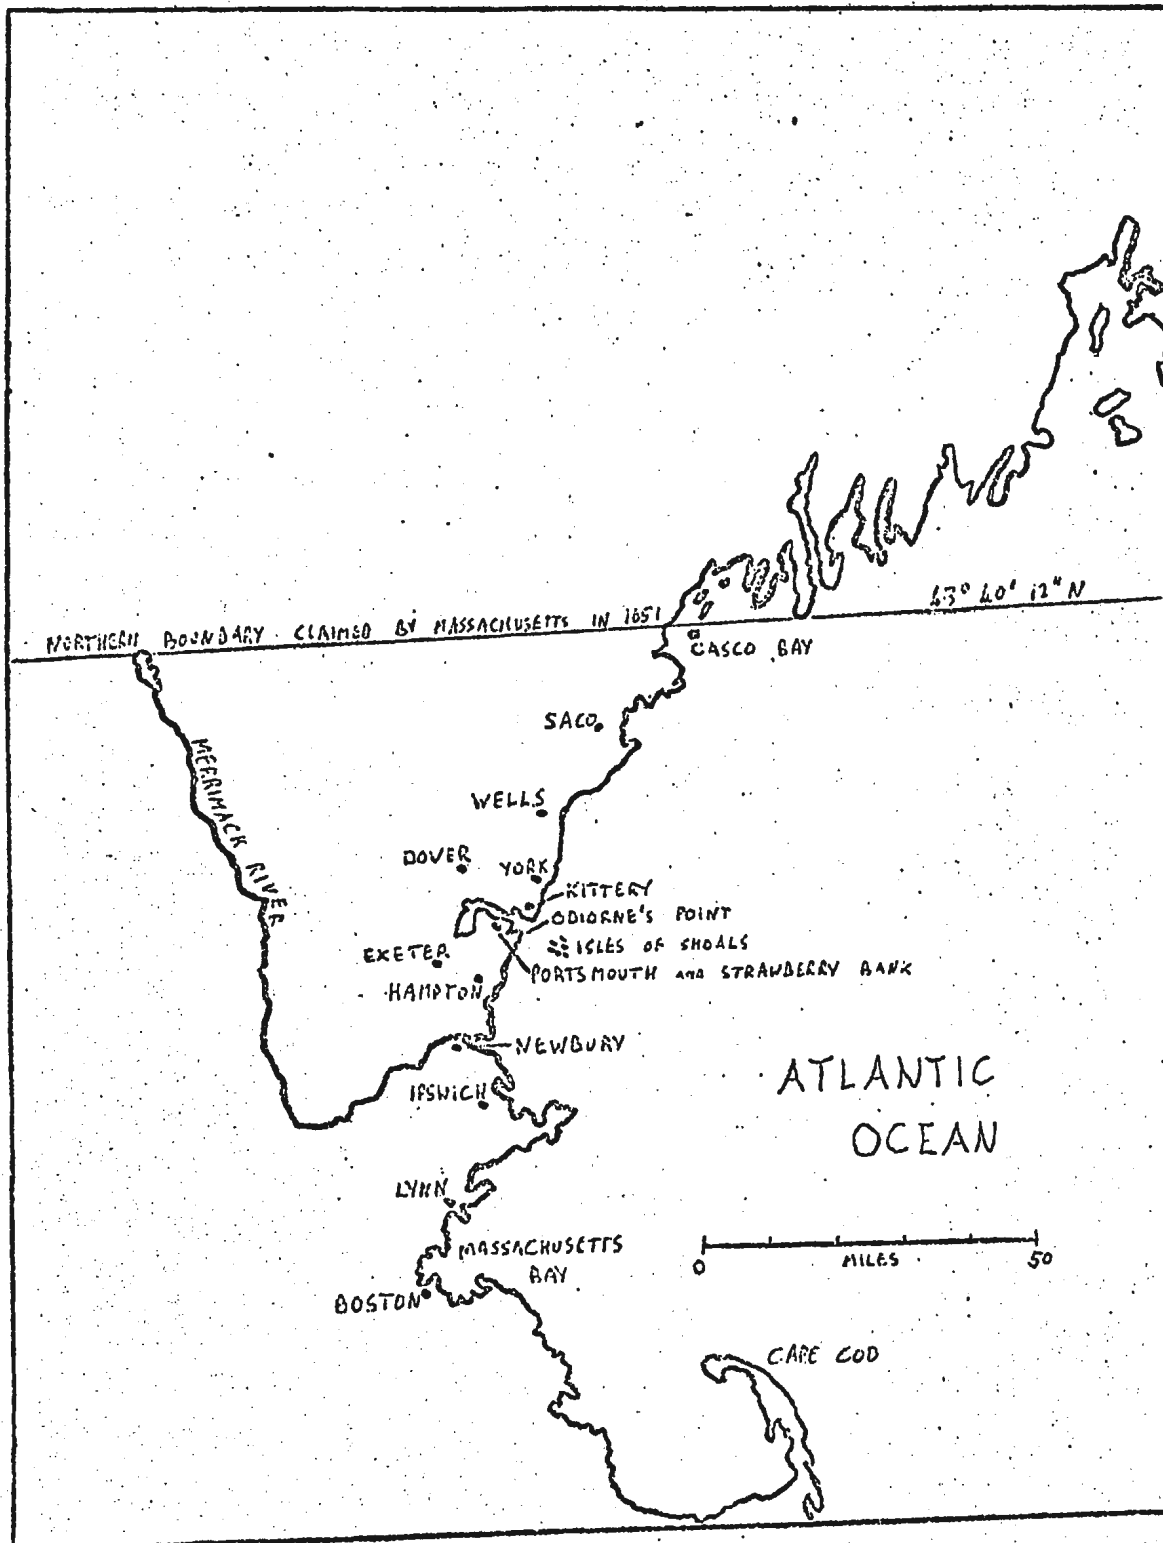 43° 40' 12" N
NORTHERN BOUNDARY CLAIMED BY MASSACHUSETTS IN 1651
CASCO BAY
SACO
MERRIMACK RIVER
WELLS
DOVER
YORK
KITTERY
ODIORNE'S POINT
ISLES OF SHOALS
EXETER
PORTSMOUTH AND STRAWBERRY BANK
HAMPTON
NEWBURY
ATLANTIC
OCEAN
IPSWICH
LYNN
MASSACHUSETTS
BAY
0 MILES 50
BOSTON
CAPE COD